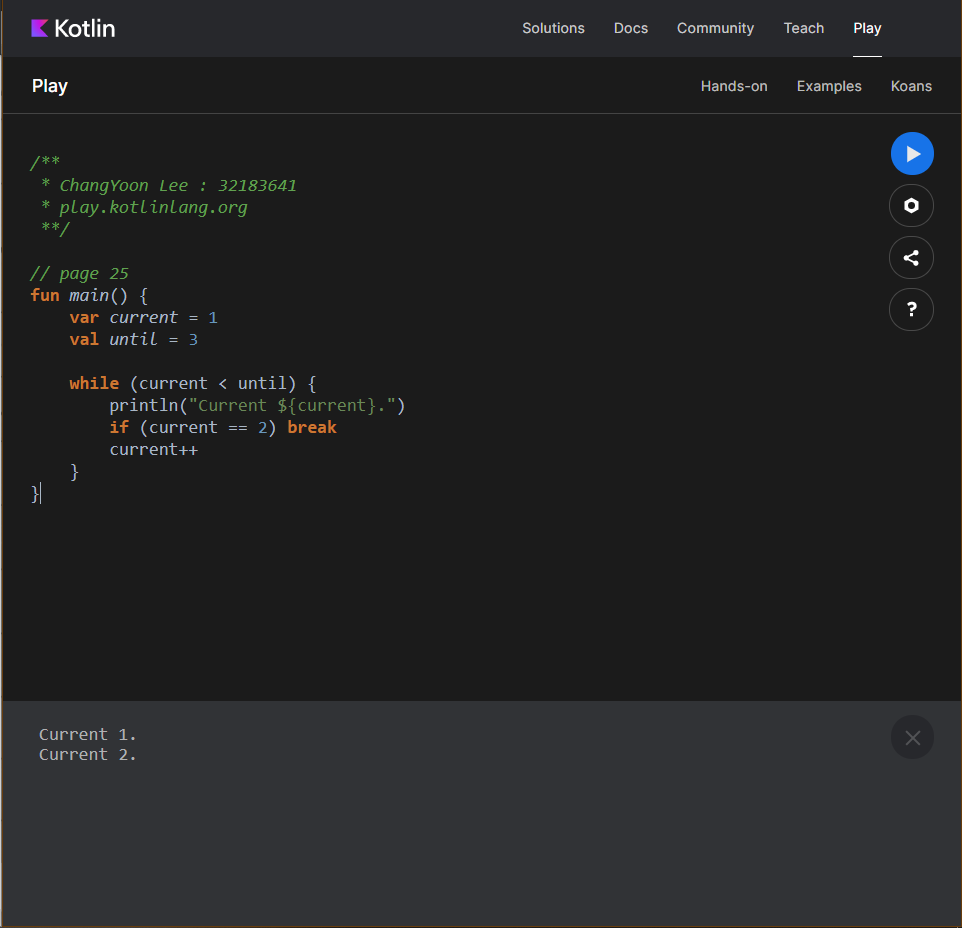 Kotlin
Solutions Docs Community Teach Play
Play
Hands-on Examples Koans
/**
 * ChangYoon Lee : 32183641
 * play.kotlinlang.org
 **/
// page 25
fun main() {
    var current = 1
    val until = 3
    while (current < until) {
        println("Current ${current}.")
        if (current == 2) break
        current++
    }
}
?
Current 1.
Current 2.